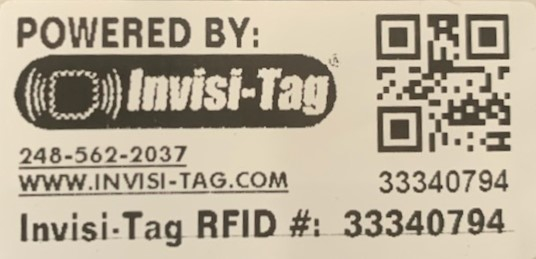 POWERED BY:
Invisi-Tag®
248-562-2037
WWW.INVISI-TAG.COM
33340794
Invisi-Tag RFID #: 33340794